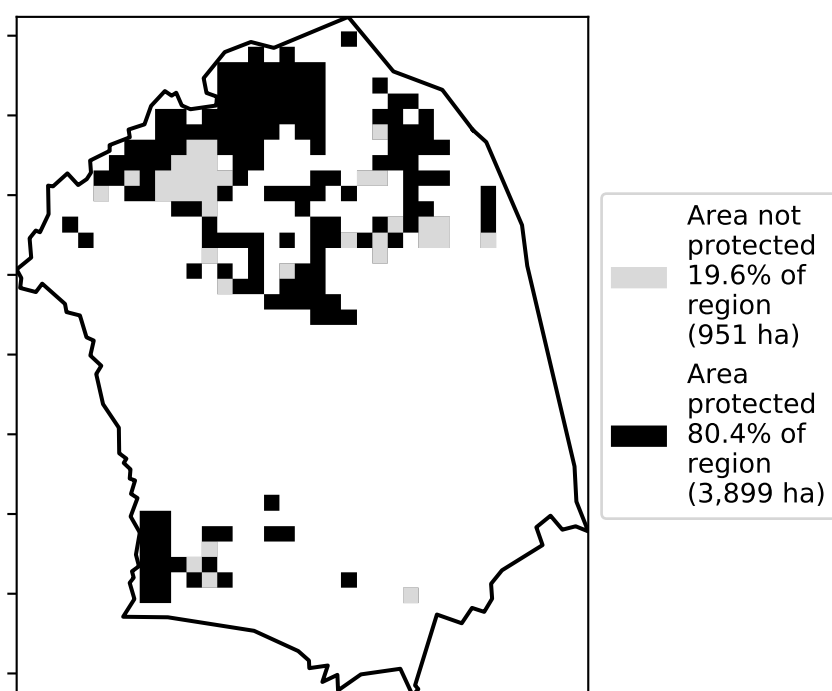 Area not
protected
19.6% of
region
(951 ha)
Area
protected
80.4% of
region
(3,899 ha)